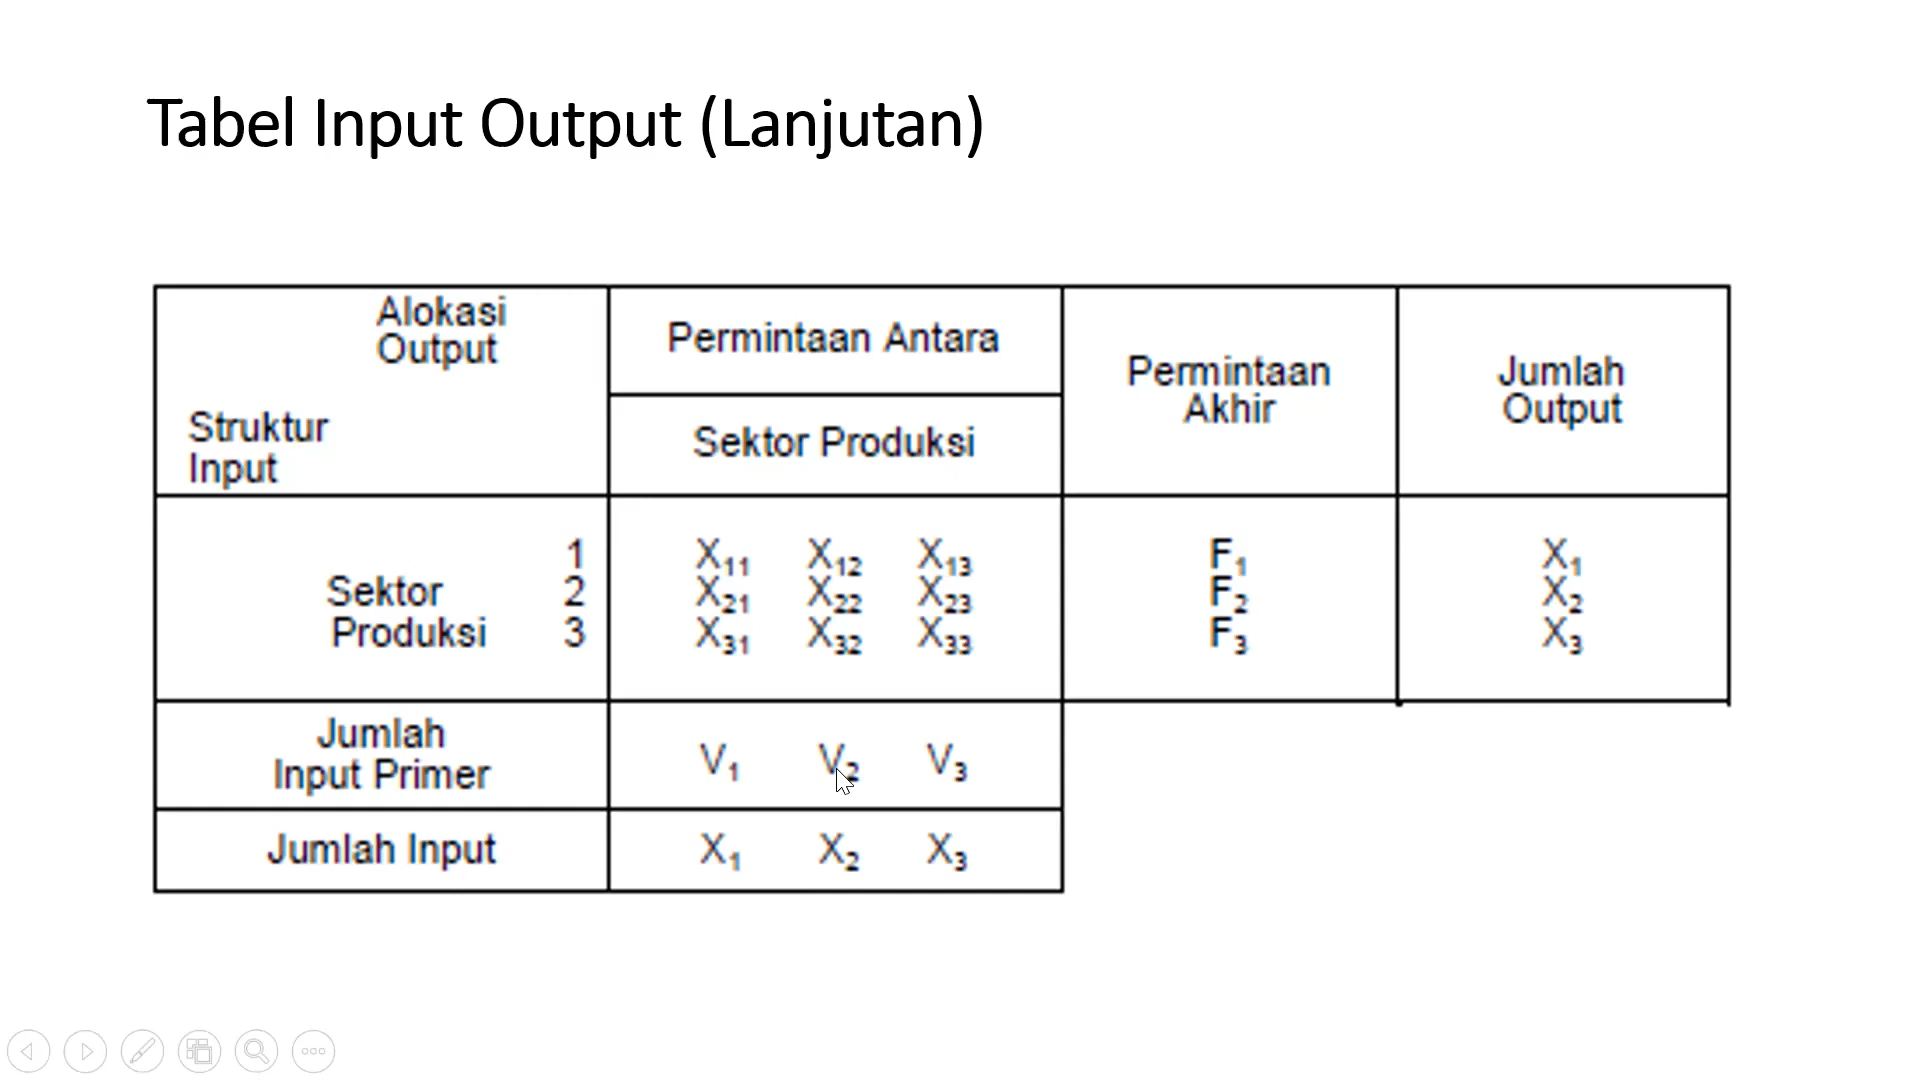 Tabel Input Output (Lanjutan)
Alokasi
Output
Struktur
Input
Permintaan Antara
Sektor Produksi
Permintaan
Akhir
Jumlah
Output
Sektor
Produksi
1
2
3
X₁₁ X₁₂ X₁₃
X₂₁ X₂₂ X₂₃
X₃₁ X₃₂ X₃₃
F₁
F₂
F₃
X₁
X₂
X₃
Jumlah
Input Primer
V₁ V₂ V₃
Jumlah Input
X₁ X₂ X₃